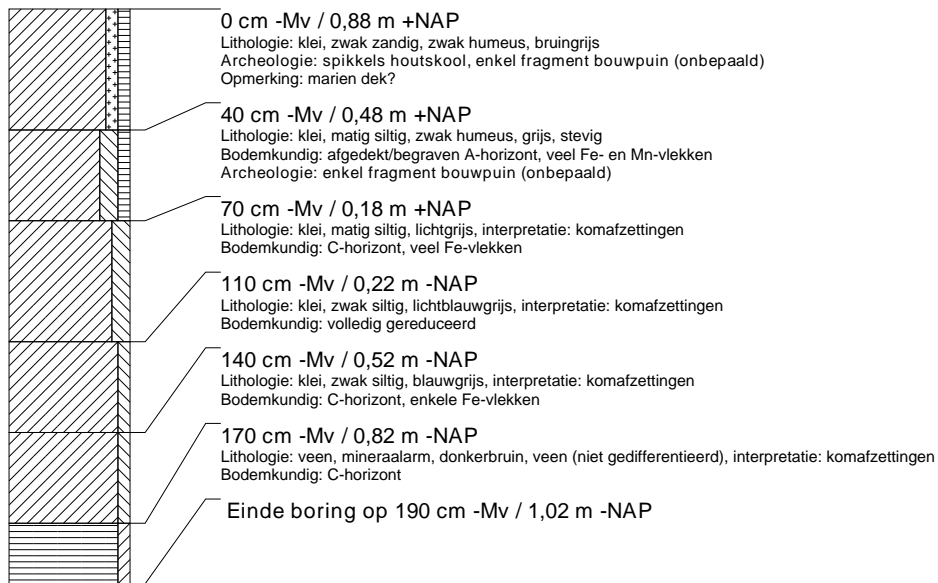 0 cm -Mv / 0,88 m +NAP
Lithologie: klei, zwak zandig, zwak humeus, bruingrijs
Archeologie: spikkels houtskool, enkel fragment bouwpuin (onbepaald)
Opmerking: marien dek?
40 cm -Mv / 0,48 m +NAP
Lithologie: klei, matig siltig, zwak humeus, grijs, stevig
Bodemkundig: afgedekt/begraven A-horizont, veel Fe- en Mn-vlekken
Archeologie: enkel fragment bouwpuin (onbepaald)
70 cm -Mv / 0,18 m +NAP
Lithologie: klei, matig siltig, lichtgrijs, interpretatie: komafzettingen
Bodemkundig: C-horizont, veel Fe-vlekken
110 cm -Mv / 0,22 m -NAP
Lithologie: klei, zwak siltig, lichtblauwgrijs, interpretatie: komafzettingen
Bodemkundig: volledig gereduceerd
140 cm -Mv / 0,52 m -NAP
Lithologie: klei, zwak siltig, blauwgrijs, interpretatie: komafzettingen
Bodemkundig: C-horizont, enkele Fe-vlekken
170 cm -Mv / 0,82 m -NAP
Lithologie: veen, mineraalarm, donkerbruin, veen (niet gedifferentieerd), interpretatie: komafzettingen
Bodemkundig: C-horizont
Einde boring op 190 cm -Mv / 1,02 m -NAP